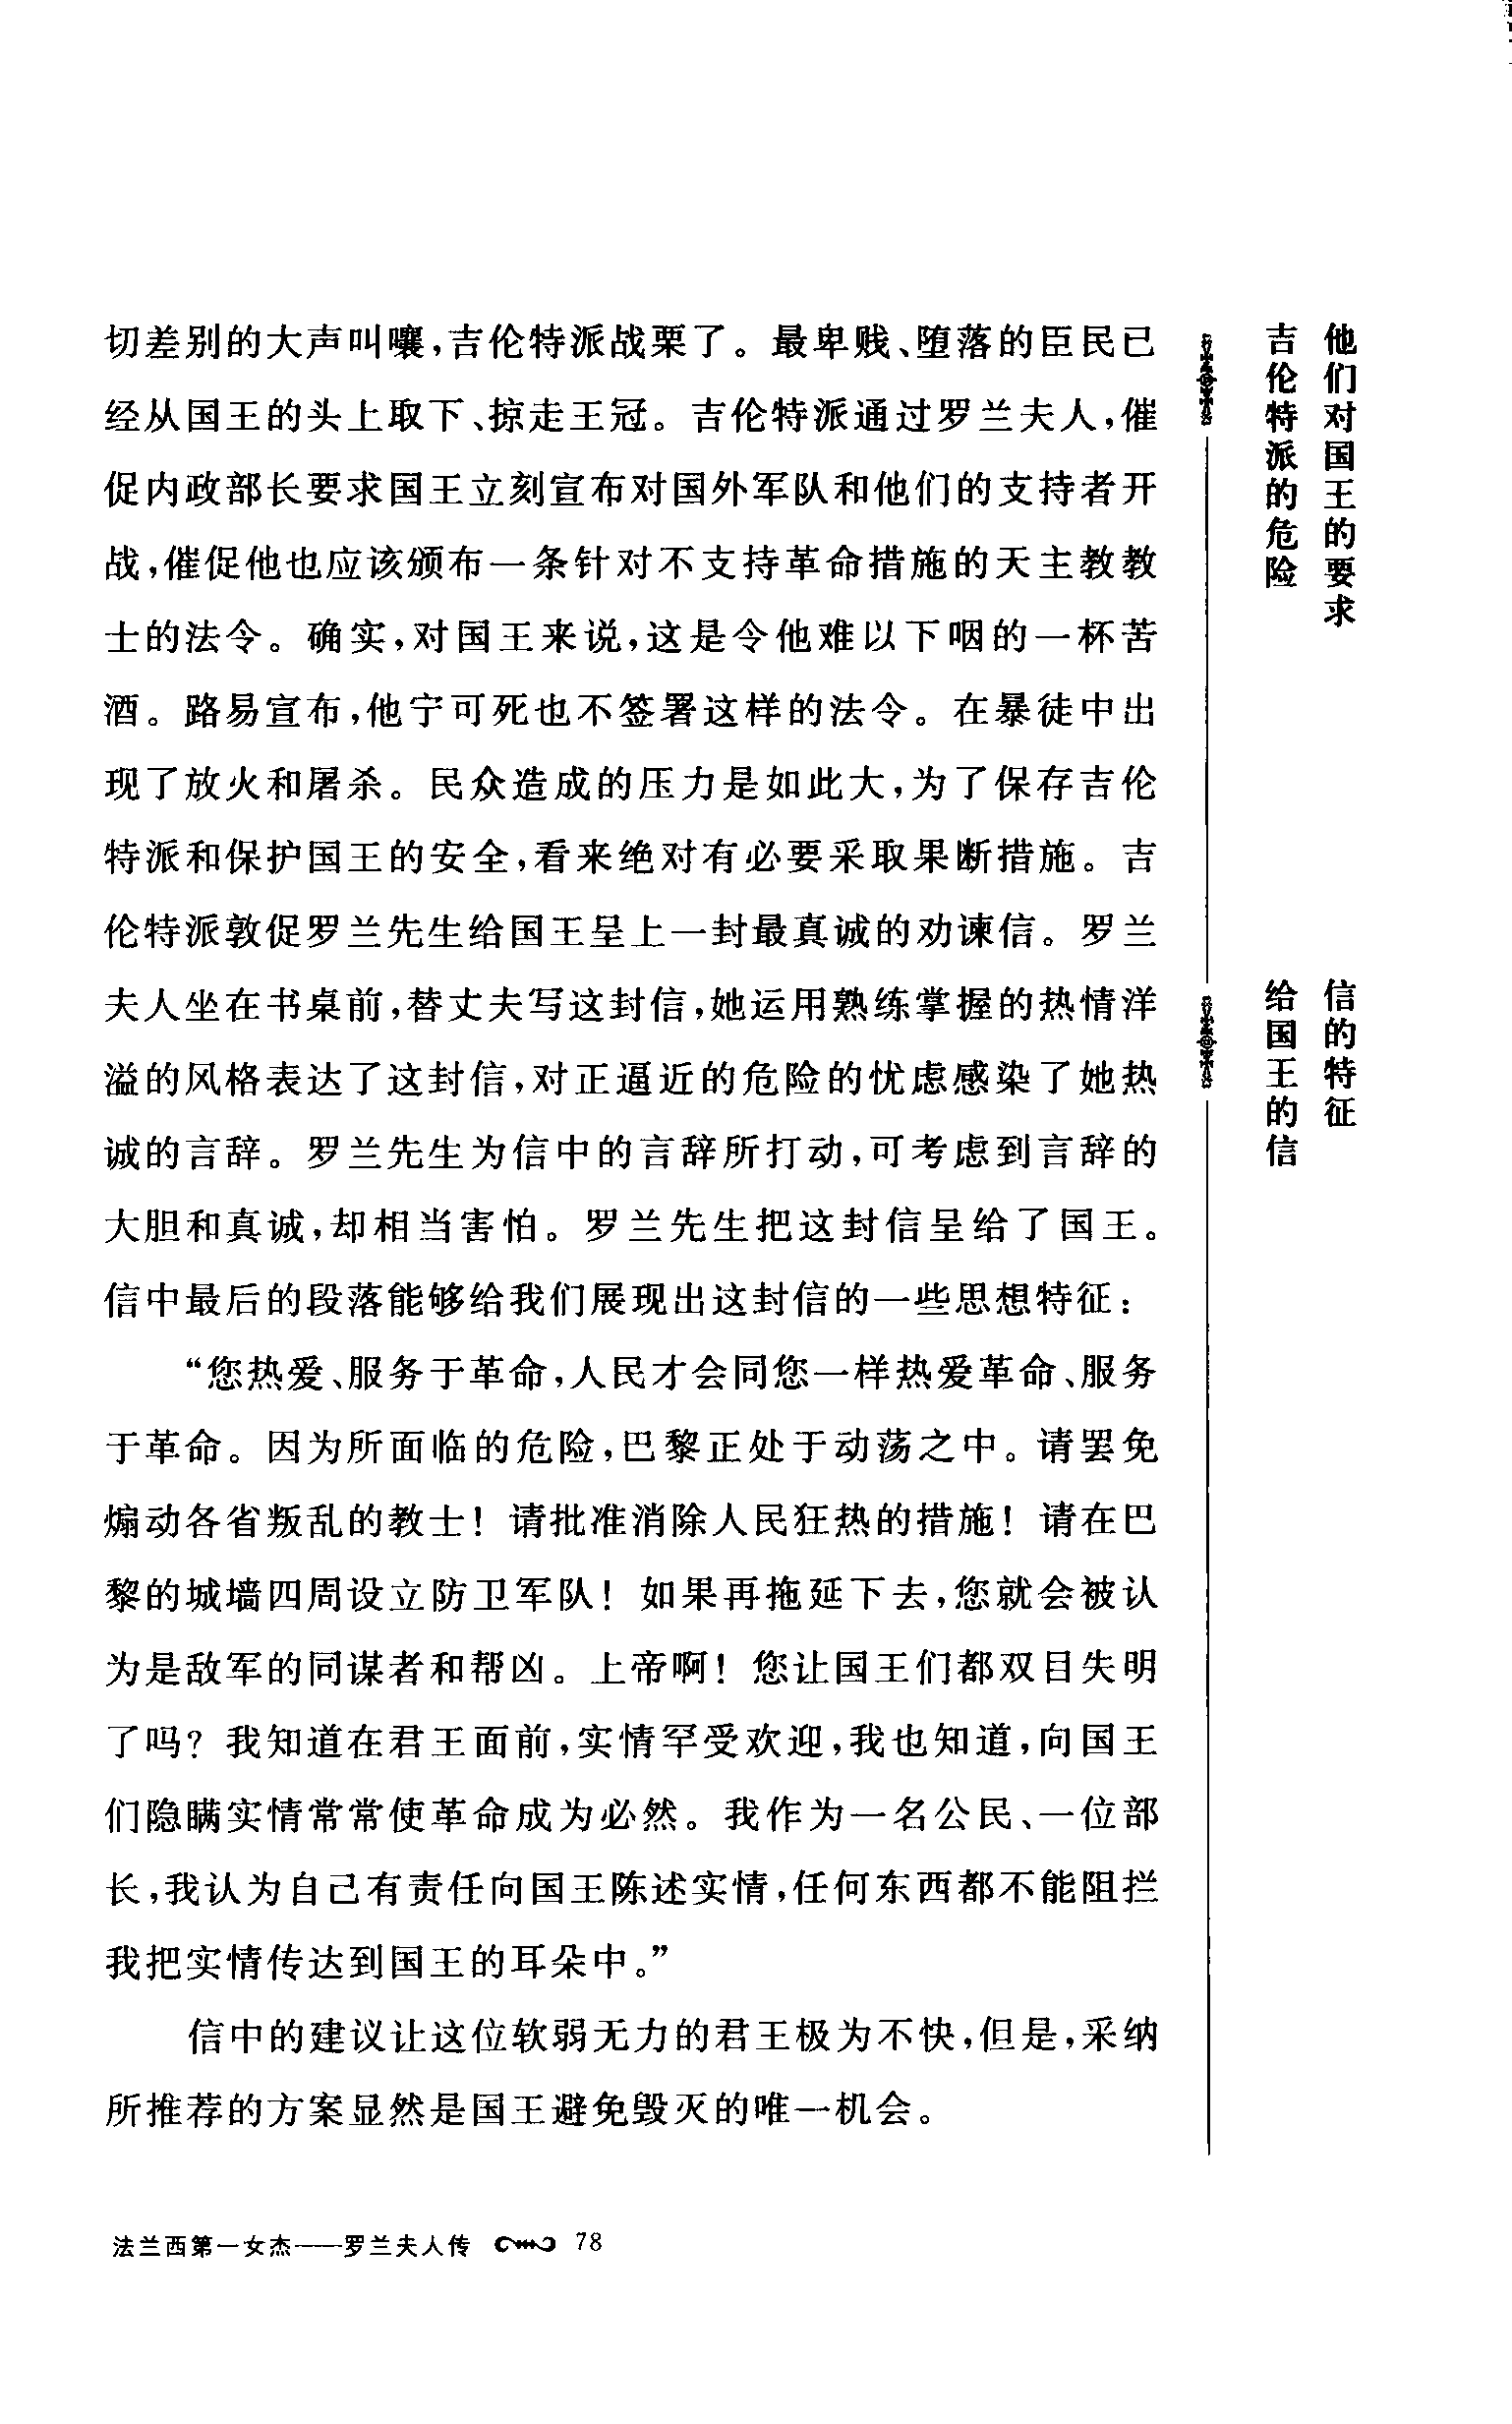 切差别的大声叫嚷,吉伦特派战栗了。最卑贱、堕落的臣民已
经从国王的头上取下、掠走王冠。吉伦特派通过罗兰夫人,催
促内政部长要求国王立刻宣布对国外军队和他们的支持者开
战,催促他也应该颁布一条针对不支持革命措施的天主教教
士的法令。确实,对国王来说,这是令他难以下咽的一杯苦
酒。路易宣布,他宁可死也不签署这样的法令。在暴徒中出
现了放火和屠杀。民众造成的压力是如此大,为了保存吉伦
特派和保护国王的安全,看来绝对有必要采取果断措施。吉
伦特派敦促罗兰先生给国王呈上一封最真诚的劝谏信。罗兰
夫人坐在书桌前,替丈夫写这封信,她运用熟练掌握的热情洋
溢的风格表达了这封信,对正逼近的危险的忧虑感染了她热
诚的言辞。罗兰先生为信中的言辞所打动,可考虑到言辞的
大胆和真诚,却相当害怕。罗兰先生把这封信呈给了国王。
信中最后的段落能够给我们展现出这封信的一些思想特征:
“您热爱、服务于革命,人民才会同您一样热爱革命、服务
于革命。因为所面临的危险,巴黎正处于动荡之中。请罢免
煽动各省叛乱的教士!请批准消除人民狂热的措施!请在巴
黎的城墙四周设立防卫军队!如果再拖延下去,您就会被认
为是敌军的同谋者和帮凶。上帝啊!您让国王们都双目失明
了吗?我知道在君王面前,实情罕受欢迎,我也知道,向国王
们隐瞒实情常常使革命成为必然。我作为一名公民、一位部
长,我认为自己有责任向国王陈述实情,任何东西都不能阻拦
我把实情传达到国王的耳朵中。”
信中的建议让这位软弱无力的君王极为不快,但是,采纳
所推荐的方案显然是国王避免毁灭的唯一机会。
他们对国王的要求
吉伦特派的危险
信的特征
给国王的信
法兰西第一女杰——罗兰夫人传 78